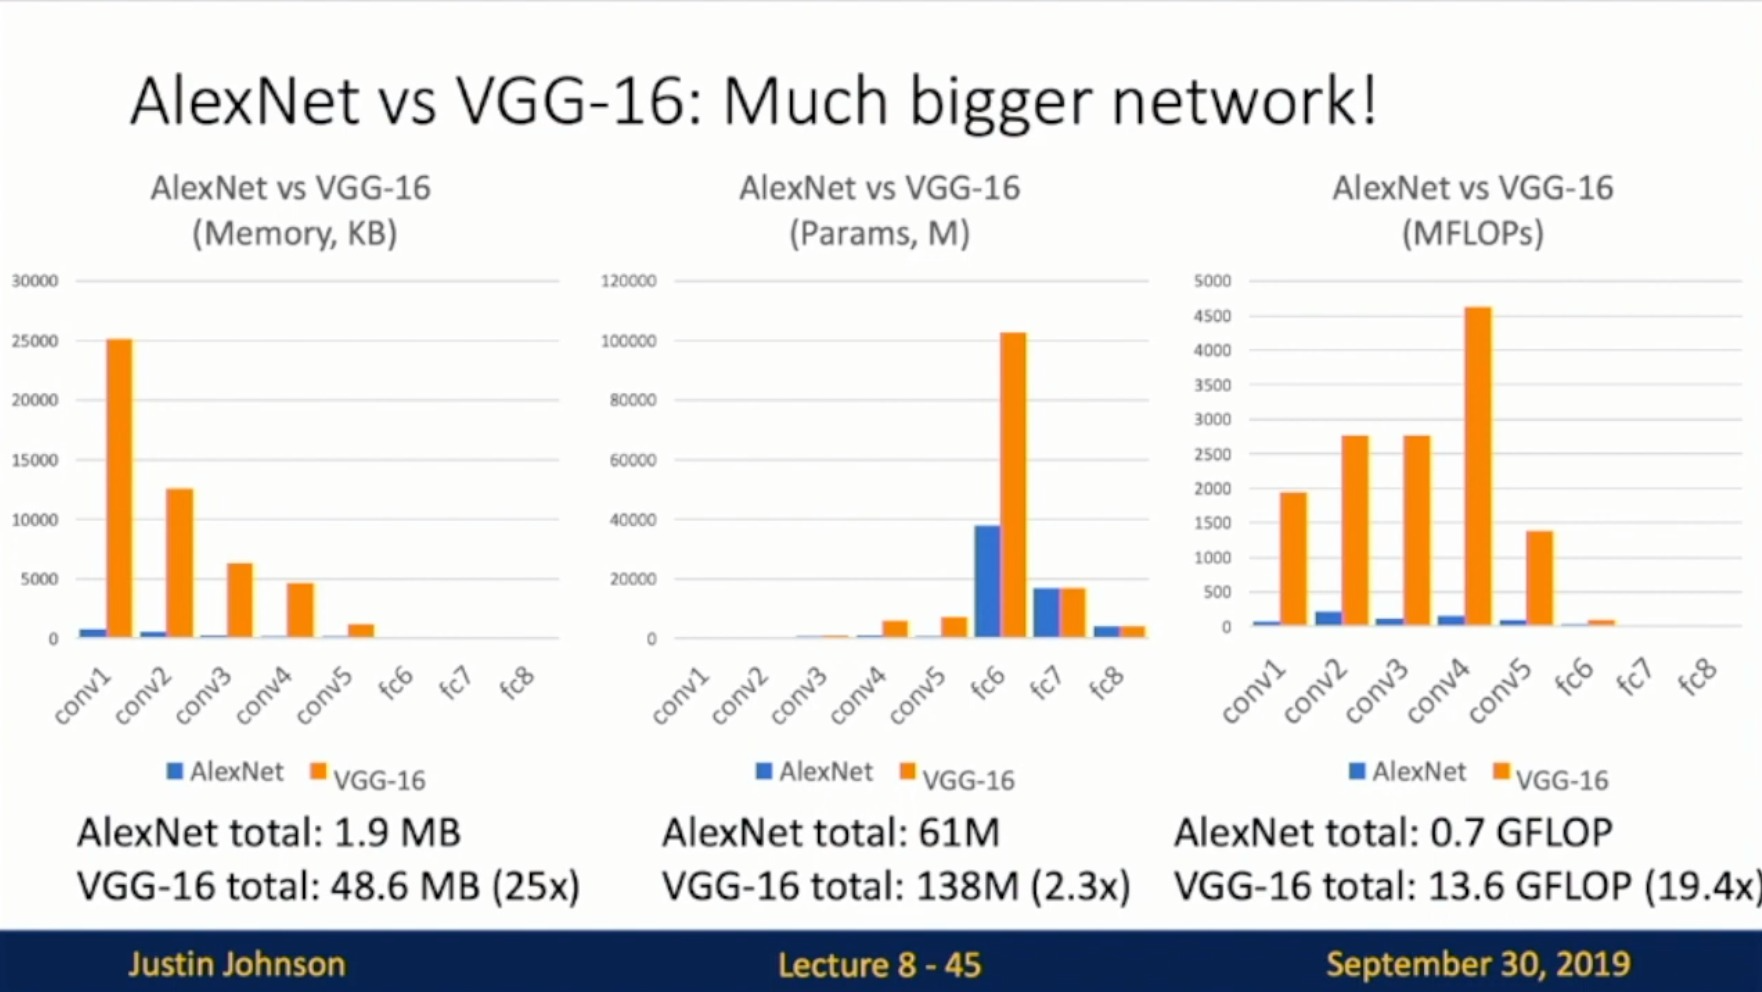 AlexNet vs VGG-16: Much bigger network!
AlexNet vs VGG-16
(Memory, KB)
30000
25000
20000
15000
10000
5000
0
conv1
conv2
conv3
conv4
conv5
fc6
fc7
fc8
AlexNet
VGG-16
AlexNet total: 1.9 MB
VGG-16 total: 48.6 MB (25x)
AlexNet vs VGG-16
(Params, M)
120000
100000
80000
60000
40000
20000
0
conv1
conv2
conv3
conv4
conv5
fc6
fc7
fc8
AlexNet
VGG-16
AlexNet total: 61M
VGG-16 total: 138M (2.3x)
AlexNet vs VGG-16
(MFLOPs)
5000
4500
4000
3500
3000
2500
2000
1500
1000
500
0
conv1
conv2
conv3
conv4
conv5
fc6
fc7
fc8
AlexNet
VGG-16
AlexNet total: 0.7 GFLOP
VGG-16 total: 13.6 GFLOP (19.4x)
Justin Johnson
Lecture 8 - 45
September 30, 2019